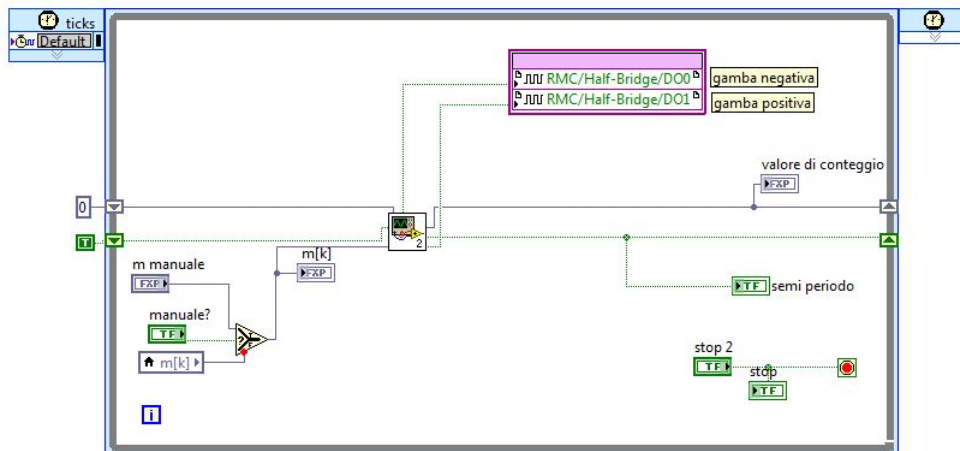 ticks
Default
RMC/Half-Bridge/DO0
gamba negativa
RMC/Half-Bridge/DO1
gamba positiva
valore di conteggio
FXP
0
T
2
m[k]
FXP
m manuale
FXP
manuale?
TF
?
m[k]
TF
semi periodo
stop 2
TF
stop
TF
i